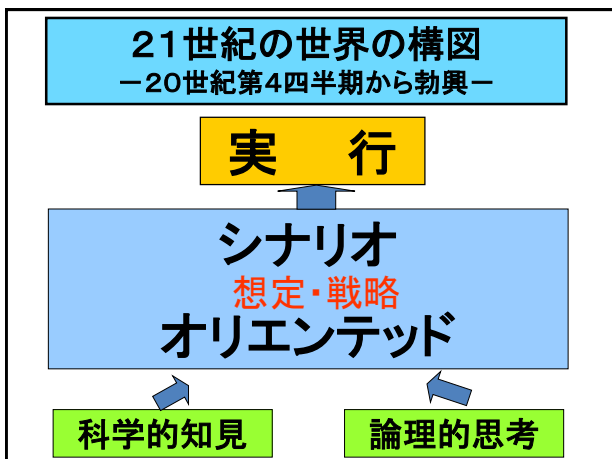 21世紀の世界の構図
－20世紀第4四半期から勃興－
実　行
シナリオ
想定・戦略
オリエンテッド
科学的知見
論理的思考